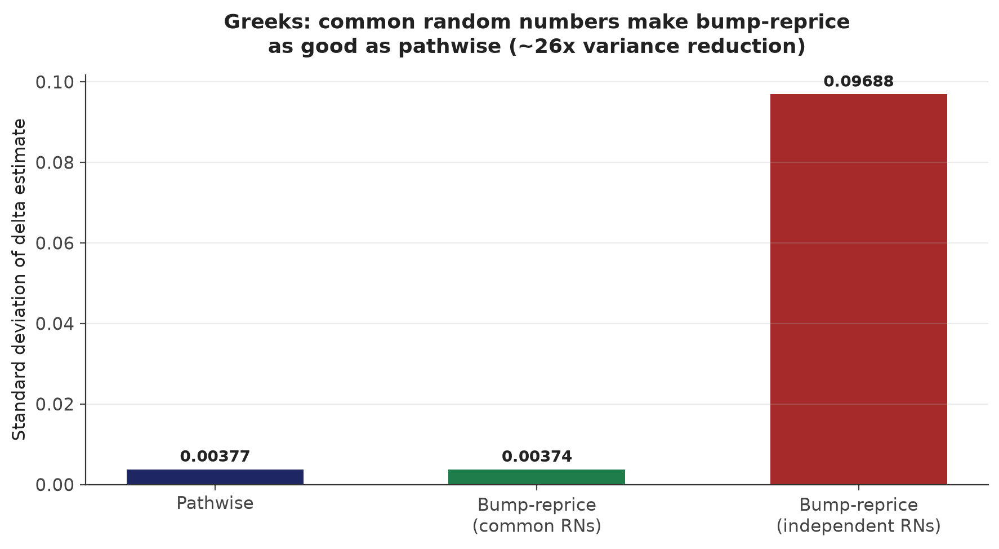 Greeks: common random numbers make bump-reprice
as good as pathwise (~26x variance reduction)
Standard deviation of delta estimate
0.10
0.08
0.06
0.04
0.02
0.00
0.00377
0.00374
0.09688
Pathwise
Bump-reprice
(common RNs)
Bump-reprice
(independent RNs)